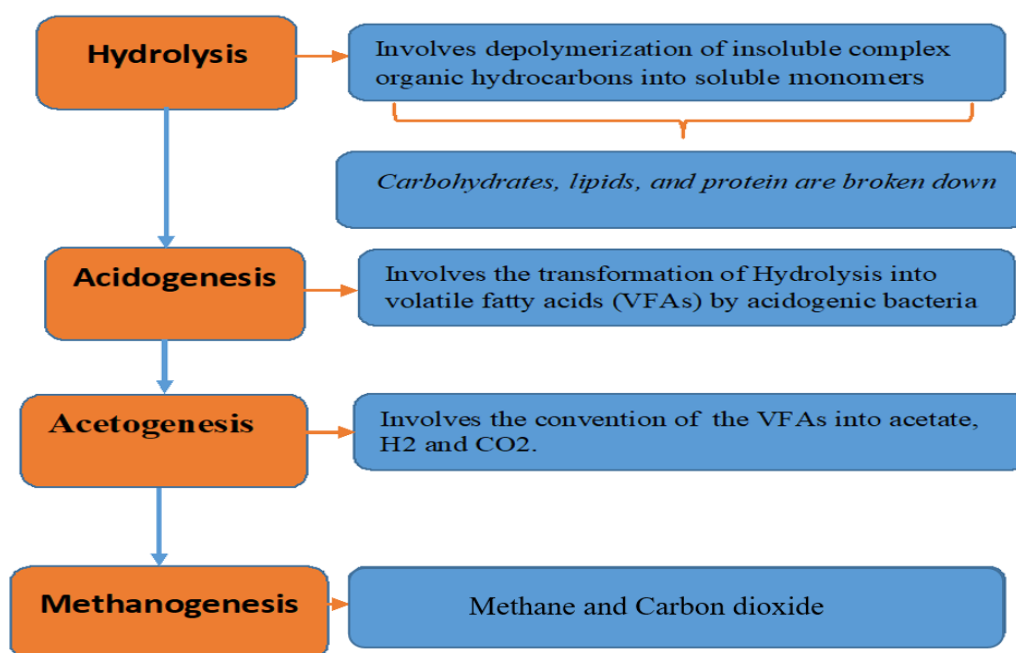 Hydrolysis
Involves depolymerization of insoluble complex
organic hydrocarbons into soluble monomers
Carbohydrates, lipids, and protein are broken down
Acidogenesis
Involves the transformation of Hydrolysis into
volatile fatty acids (VFAs) by acidogenic bacteria
Acetogenesis
Involves the convention of the VFAs into acetate,
H2 and CO2.
Methanogenesis
Methane and Carbon dioxide